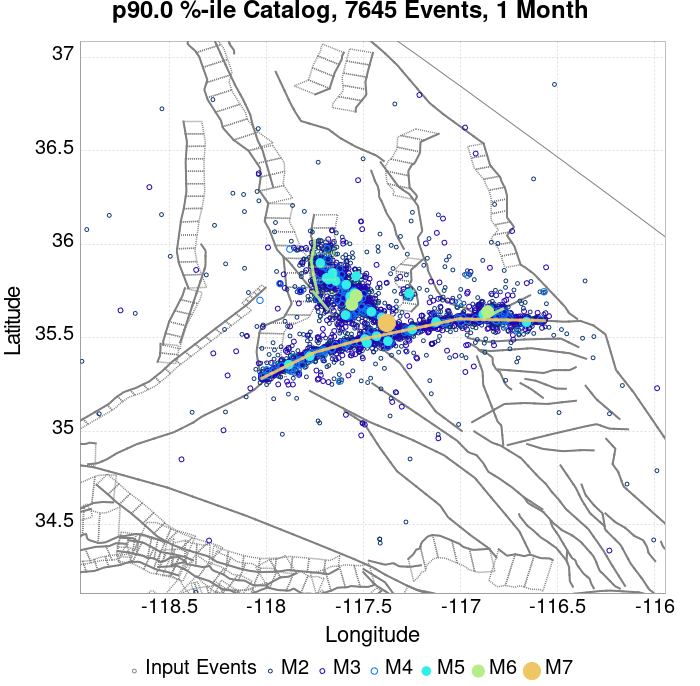 p90.0 %-ile Catalog, 7645 Events, 1 Month
37
36.5
36
35.5
35
34.5
Latitude
-118.5 -118 -117.5 -117 -116.5 -116
Longitude
Input Events M2 M3 M4 M5 M6 M7